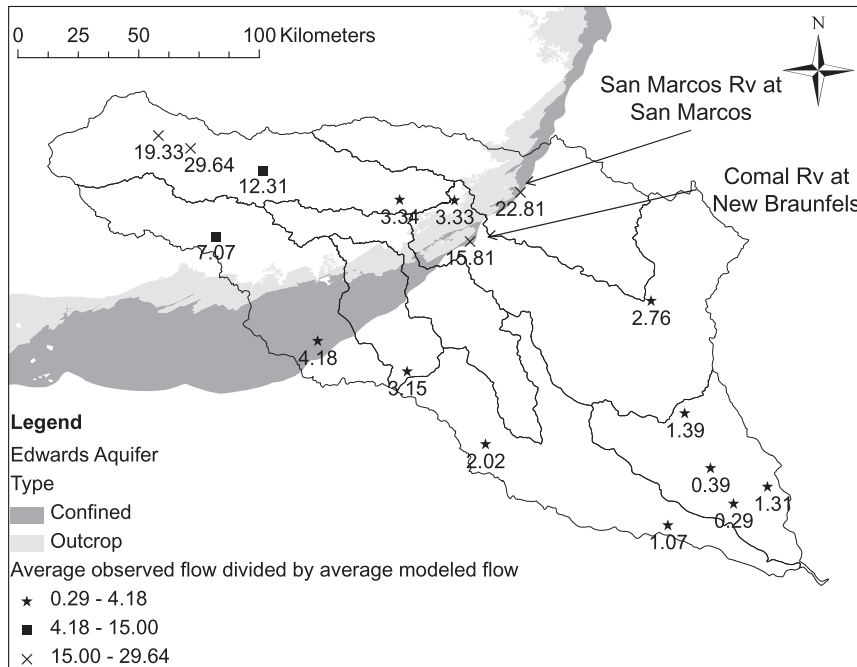 0 25 50 100 Kilometers
N
San Marcos Rv at
San Marcos
Comal Rv at
New Braunfels
19.33
29.64
12.31
3.34
3.33
22.81
7.07
15.81
2.76
4.18
3.15
1.39
2.02
0.39
1.31
0.29
1.07
Legend
Edwards Aquifer
Type
Confined
Outcrop
Average observed flow divided by average modeled flow
0.29 - 4.18
4.18 - 15.00
15.00 - 29.64